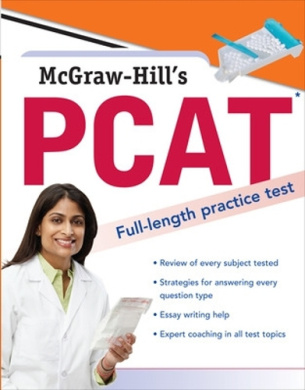 McGraw-Hill's
PCAT*
Full-length practice test
• Review of every subject tested
• Strategies for answering every
question type
• Essay writing help
• Expert coaching in all test topics